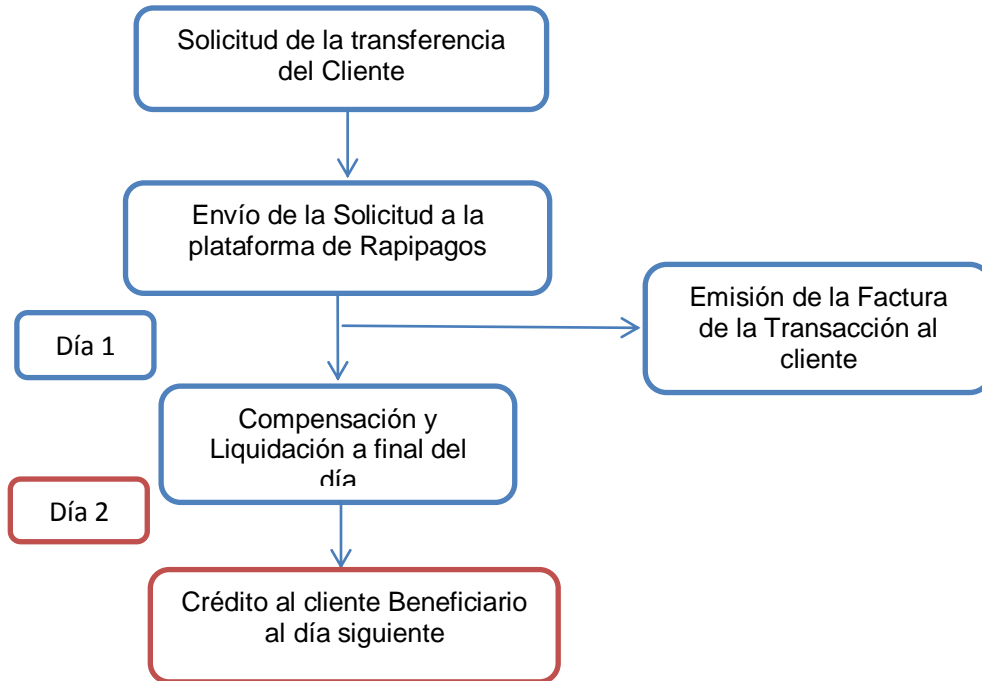 Solicitud de la transferencia
del Cliente
Envío de la Solicitud a la
plataforma de Rapipagos
Emisión de la Factura
de la Transacción al
cliente
Día 1
Compensación y
Liquidación a final del
día
Día 2
Crédito al cliente Beneficiario
al día siguiente